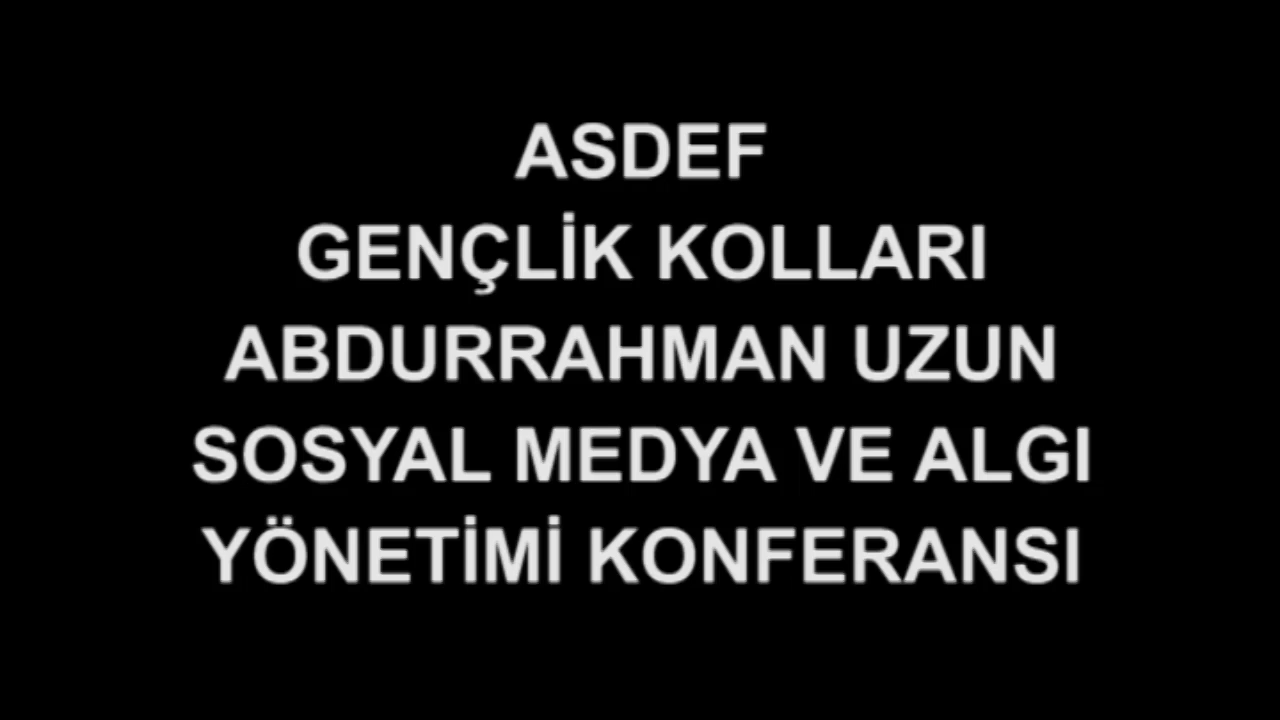 ASDEF
GENÇLİK KOLLARI
ABDURRAHMAN UZUN
SOSYAL MEDYA VE ALGI
YÖNETİMİ KONFERANSI